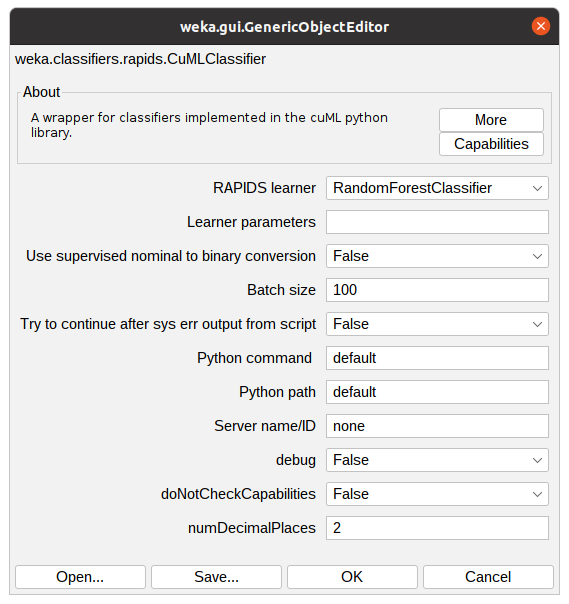 weka.gui.GenericObjectEditor
weka.classifiers.rapids.CuMLClassifier
About
A wrapper for classifiers implemented in the cuML python
library.
More
Capabilities
RAPIDS learner RandomForestClassifier
Learner parameters
Use supervised nominal to binary conversion False
Batch size 100
Try to continue after sys err output from script False
Python command default
Python path default
Server name/ID none
debug False
doNotCheckCapabilities False
numDecimalPlaces 2
Open... Save... OK Cancel